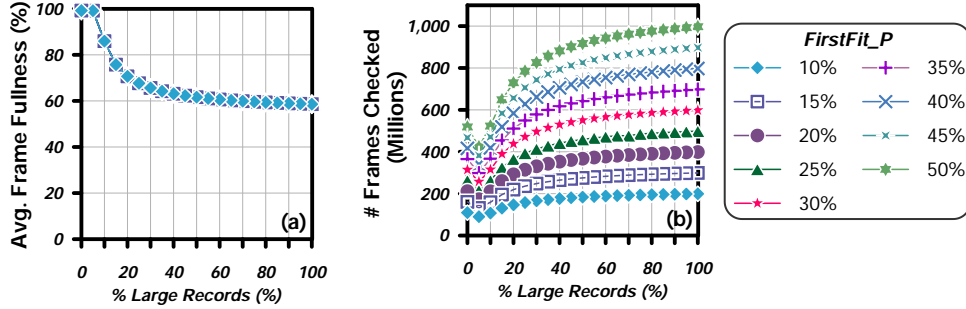 Avg. Frame Fullness (%)
100
80
60
40
20
0
(a)
0 20 40 60 80 100
% Large Records (%)
# Frames Checked
(Millions)
1,000
800
600
400
200
0
(b)
0 20 40 60 80 100
% Large Records (%)
FirstFit_P
10% 35%
15% 40%
20% 45%
25% 50%
30%